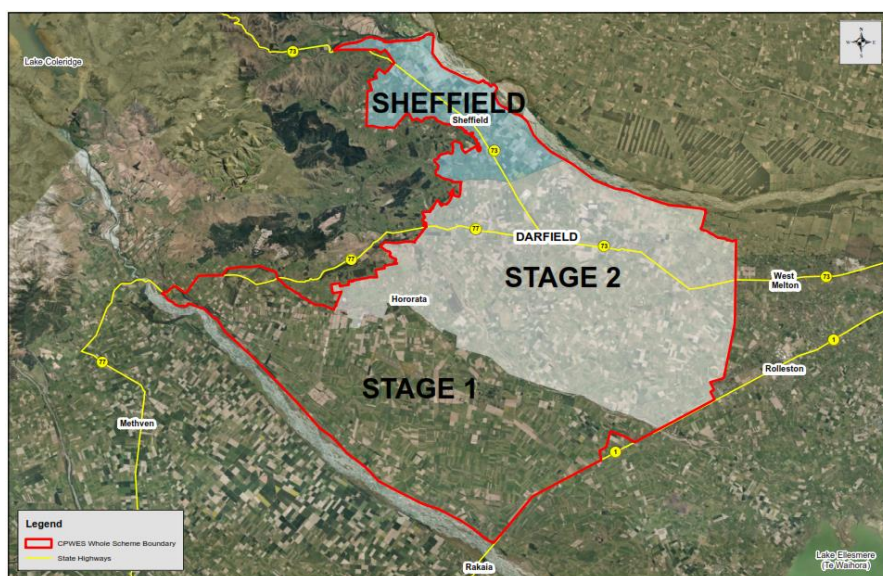 73
Lake Coleridge
SHEFFIELD
Sheffield
73
77
DARFIELD
73
77
STAGE 2
West
Melton
73
Hororata
1
77
STAGE 1
Rolleston
Methven
1
Legend
CPWES Whole Scheme Boundary
State Highways
Lake Ellesmere
(Te Waihora)
Rakaia